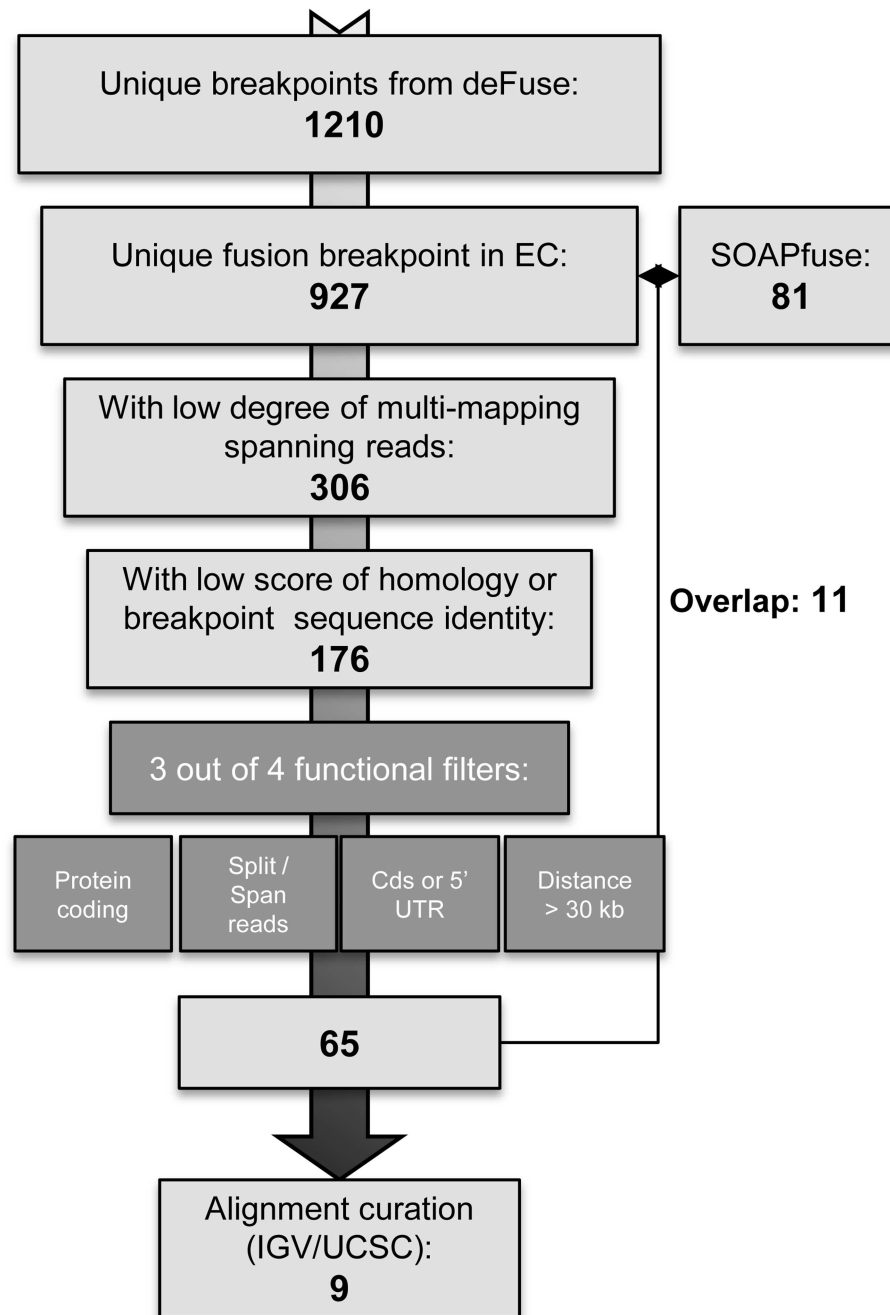 Unique breakpoints from deFuse:
1210
Unique fusion breakpoint in EC:
927
SOAPfuse:
81
With low degree of multi-mapping
spanning reads:
306
With low score of homology or
breakpoint sequence identity:
176
Overlap: 11
3 out of 4 functional filters:
Protein
coding
Split /
Span
reads
Cds or 5’
UTR
Distance
> 30 kb
65
Alignment curation
(IGV/UCSC):
9